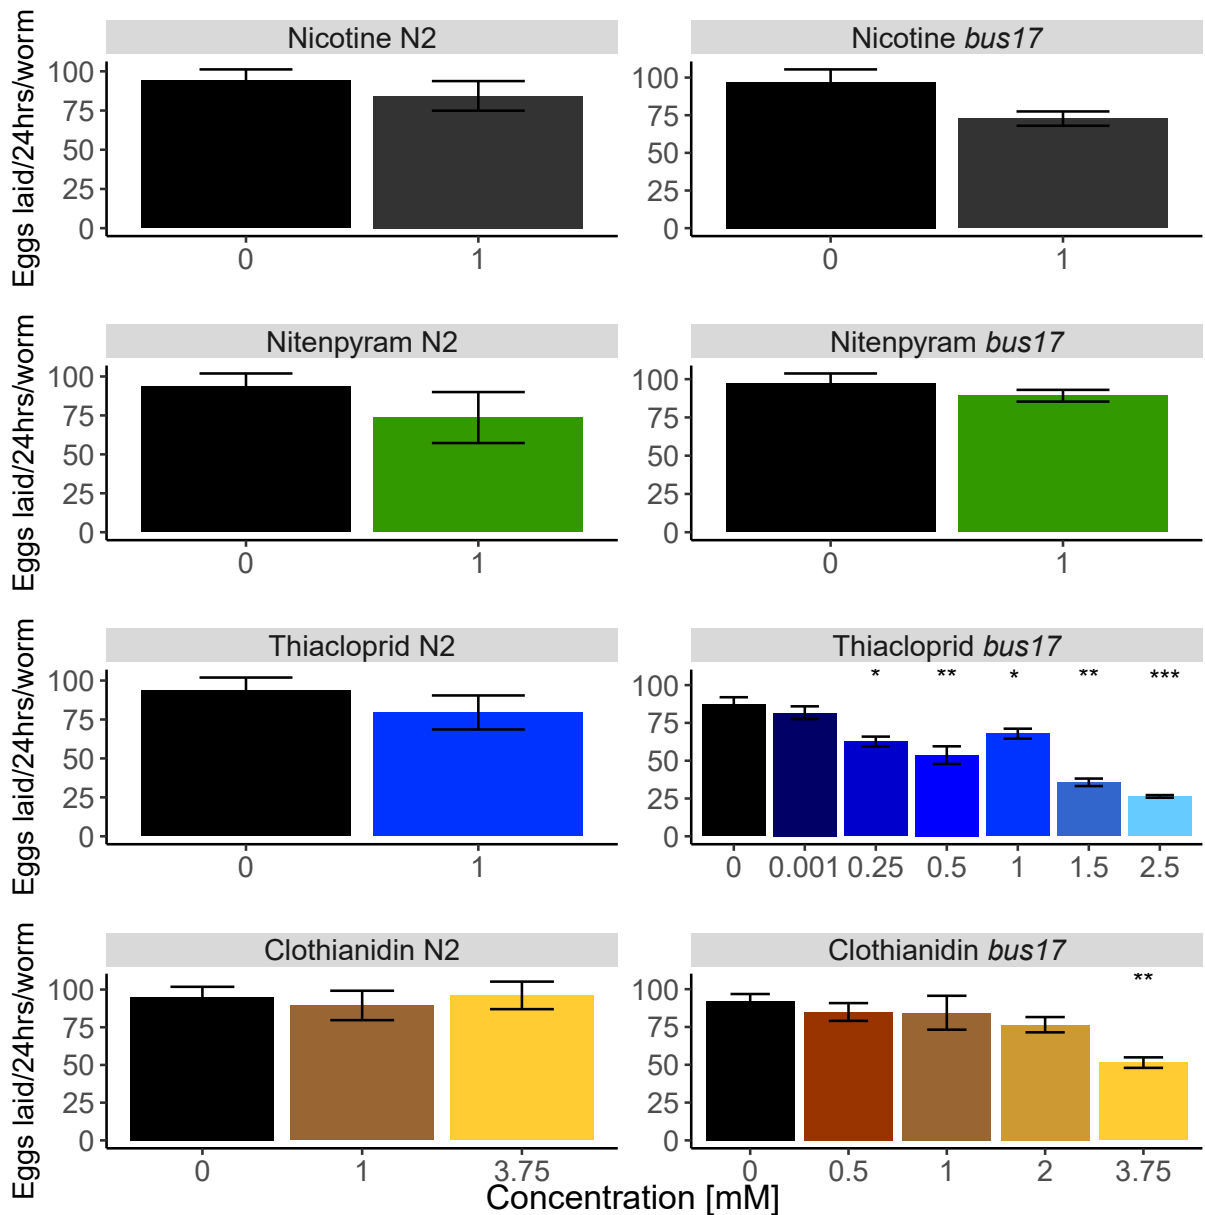 Nicotine N2
Nicotine bus17
Eggs laid/24hrs/worm
100
75
50
25
0
0 1
100
75
50
25
0
0 1
Nitenpyram N2
Nitenpyram bus17
Eggs laid/24hrs/worm
100
75
50
25
0
0 1
100
75
50
25
0
0 1
Thiacloprid N2
Thiacloprid bus17
Eggs laid/24hrs/worm
100
75
50
25
0
0 1
* ** * ** ***
100
75
50
25
0
0 0.001 0.25 0.5 1 1.5 2.5
Clothianidin N2
Clothianidin bus17
Eggs laid/24hrs/worm
100
75
50
25
0
0 1 3.75
**
100
75
50
25
0
0 0.5 1 2 3.75
Concentration [mM]